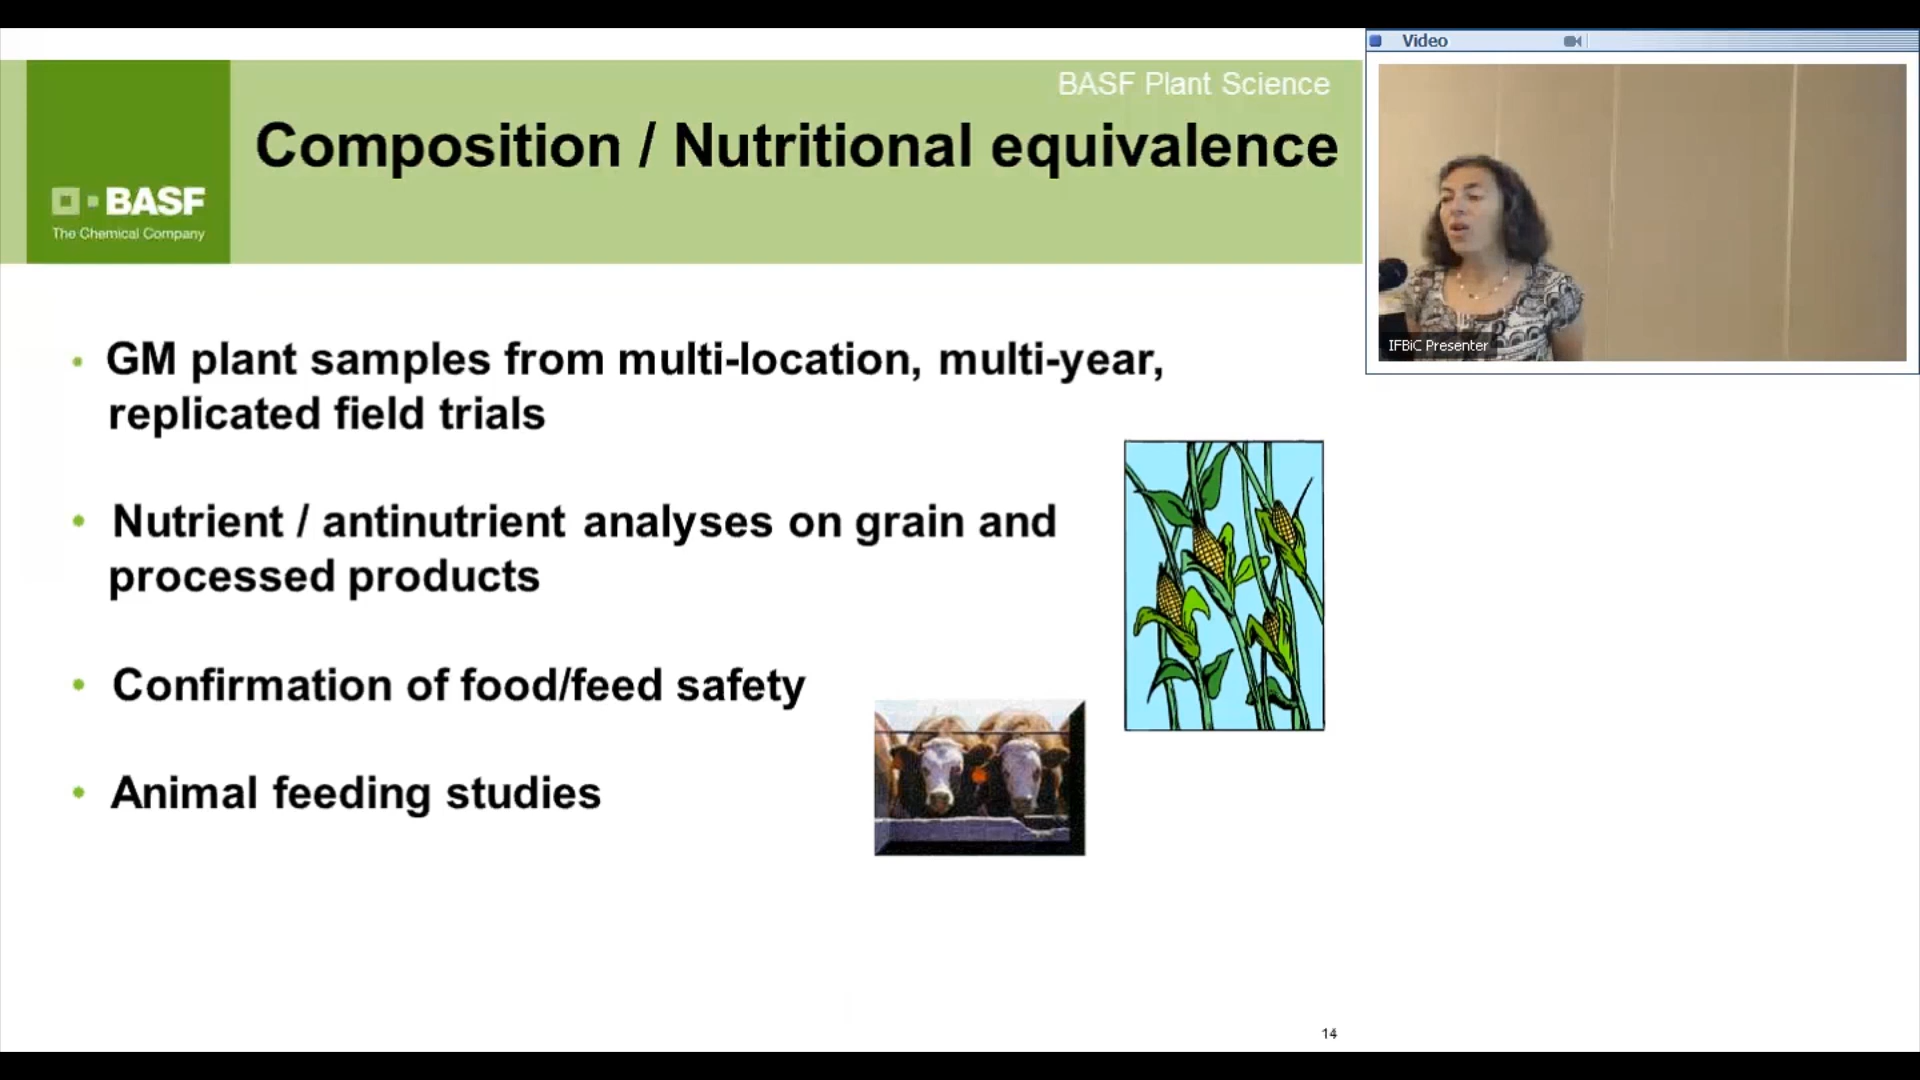 BASF Plant Science
Composition / Nutritional equivalence
BASF
The Chemical Company
• GM plant samples from multi-location, multi-year,
replicated field trials
• Nutrient / antinutrient analyses on grain and
processed products
• Confirmation of food/feed safety
• Animal feeding studies
14
Video
IFBiC Presenter